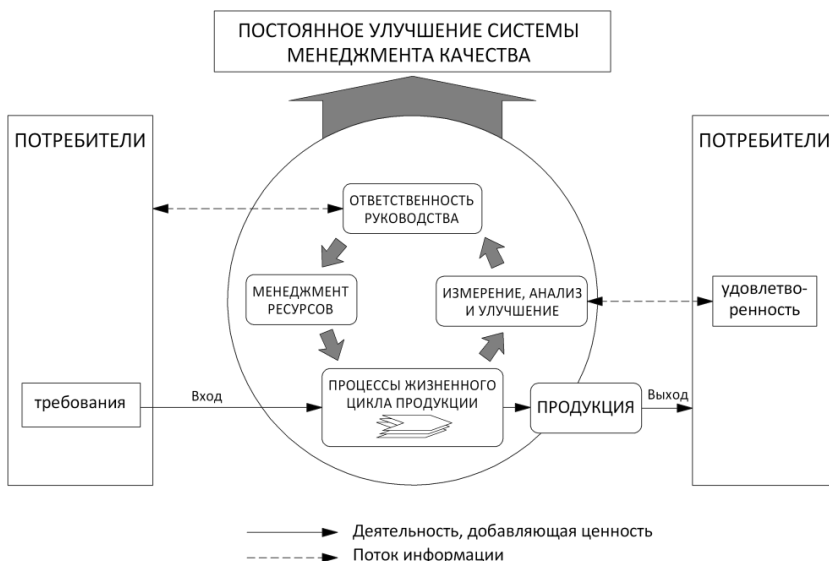 ПОСТОЯННОЕ УЛУЧШЕНИЕ СИСТЕМЫ
МЕНЕДЖМЕНТА КАЧЕСТВА
ПОТРЕБИТЕЛИ
ПОТРЕБИТЕЛИ
ОТВЕТСТВЕННОСТЬ
РУКОВОДСТВА
МЕНЕДЖМЕНТ
РЕСУРСОВ
ИЗМЕРЕНИЕ, АНАЛИЗ
И УЛУЧШЕНИЕ
удовлетво-
ренность
требования
Вход
ПРОЦЕССЫ ЖИЗНЕННОГО
ЦИКЛА ПРОДУКЦИИ
ПРОДУКЦИЯ
Выход
Деятельность, добавляющая ценность
Поток информации